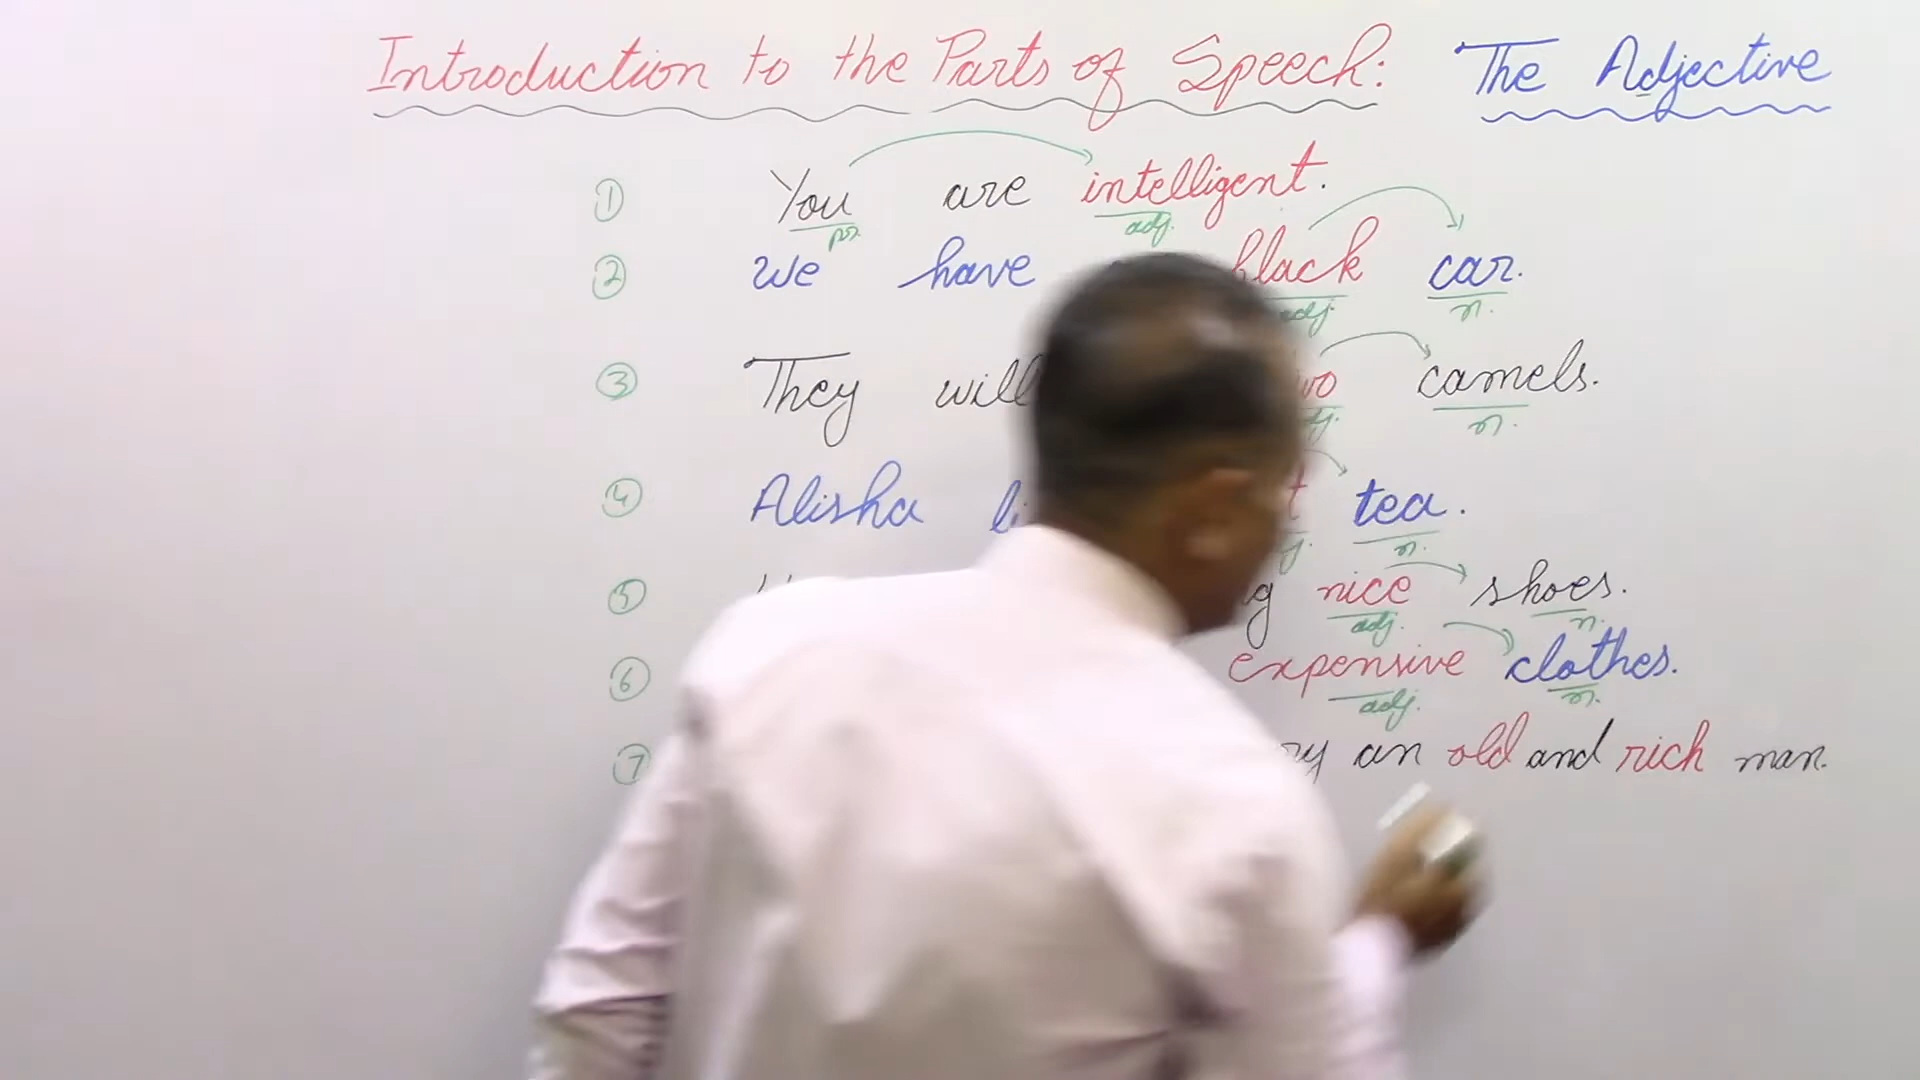 Introduction to the Parts of Speech: The Adjective
1 You are intelligent.
pr. adj.
2 We have black car.
adj. n.
3 They will camels.
adj. n.
4 Alisha tea.
n.
5 nice shoes.
adj. n.
6 expensive clothes.
adj. n.
7 an old and rich man.